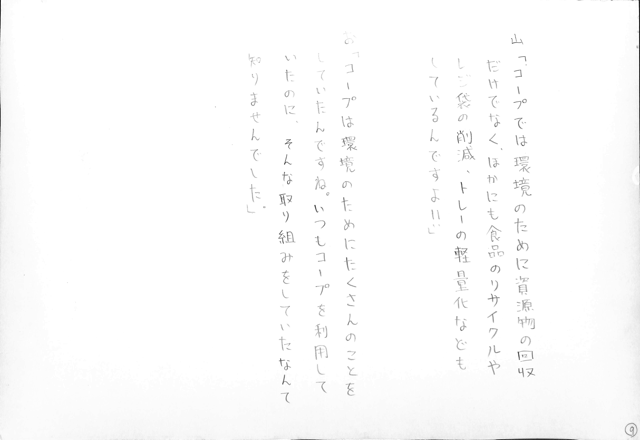 山「コープでは環境のために資源物の回収
だけでなく、ほかにも食品のリサイクルや
レジ袋の削減、トレーの軽量化なども
しているんですよ!!」
お「コープは環境のためにたくさんのことを
していたんですね。いつもコープを利用して
いたのに、そんな取り組みをしていたなんて
知りませんでした。」
9